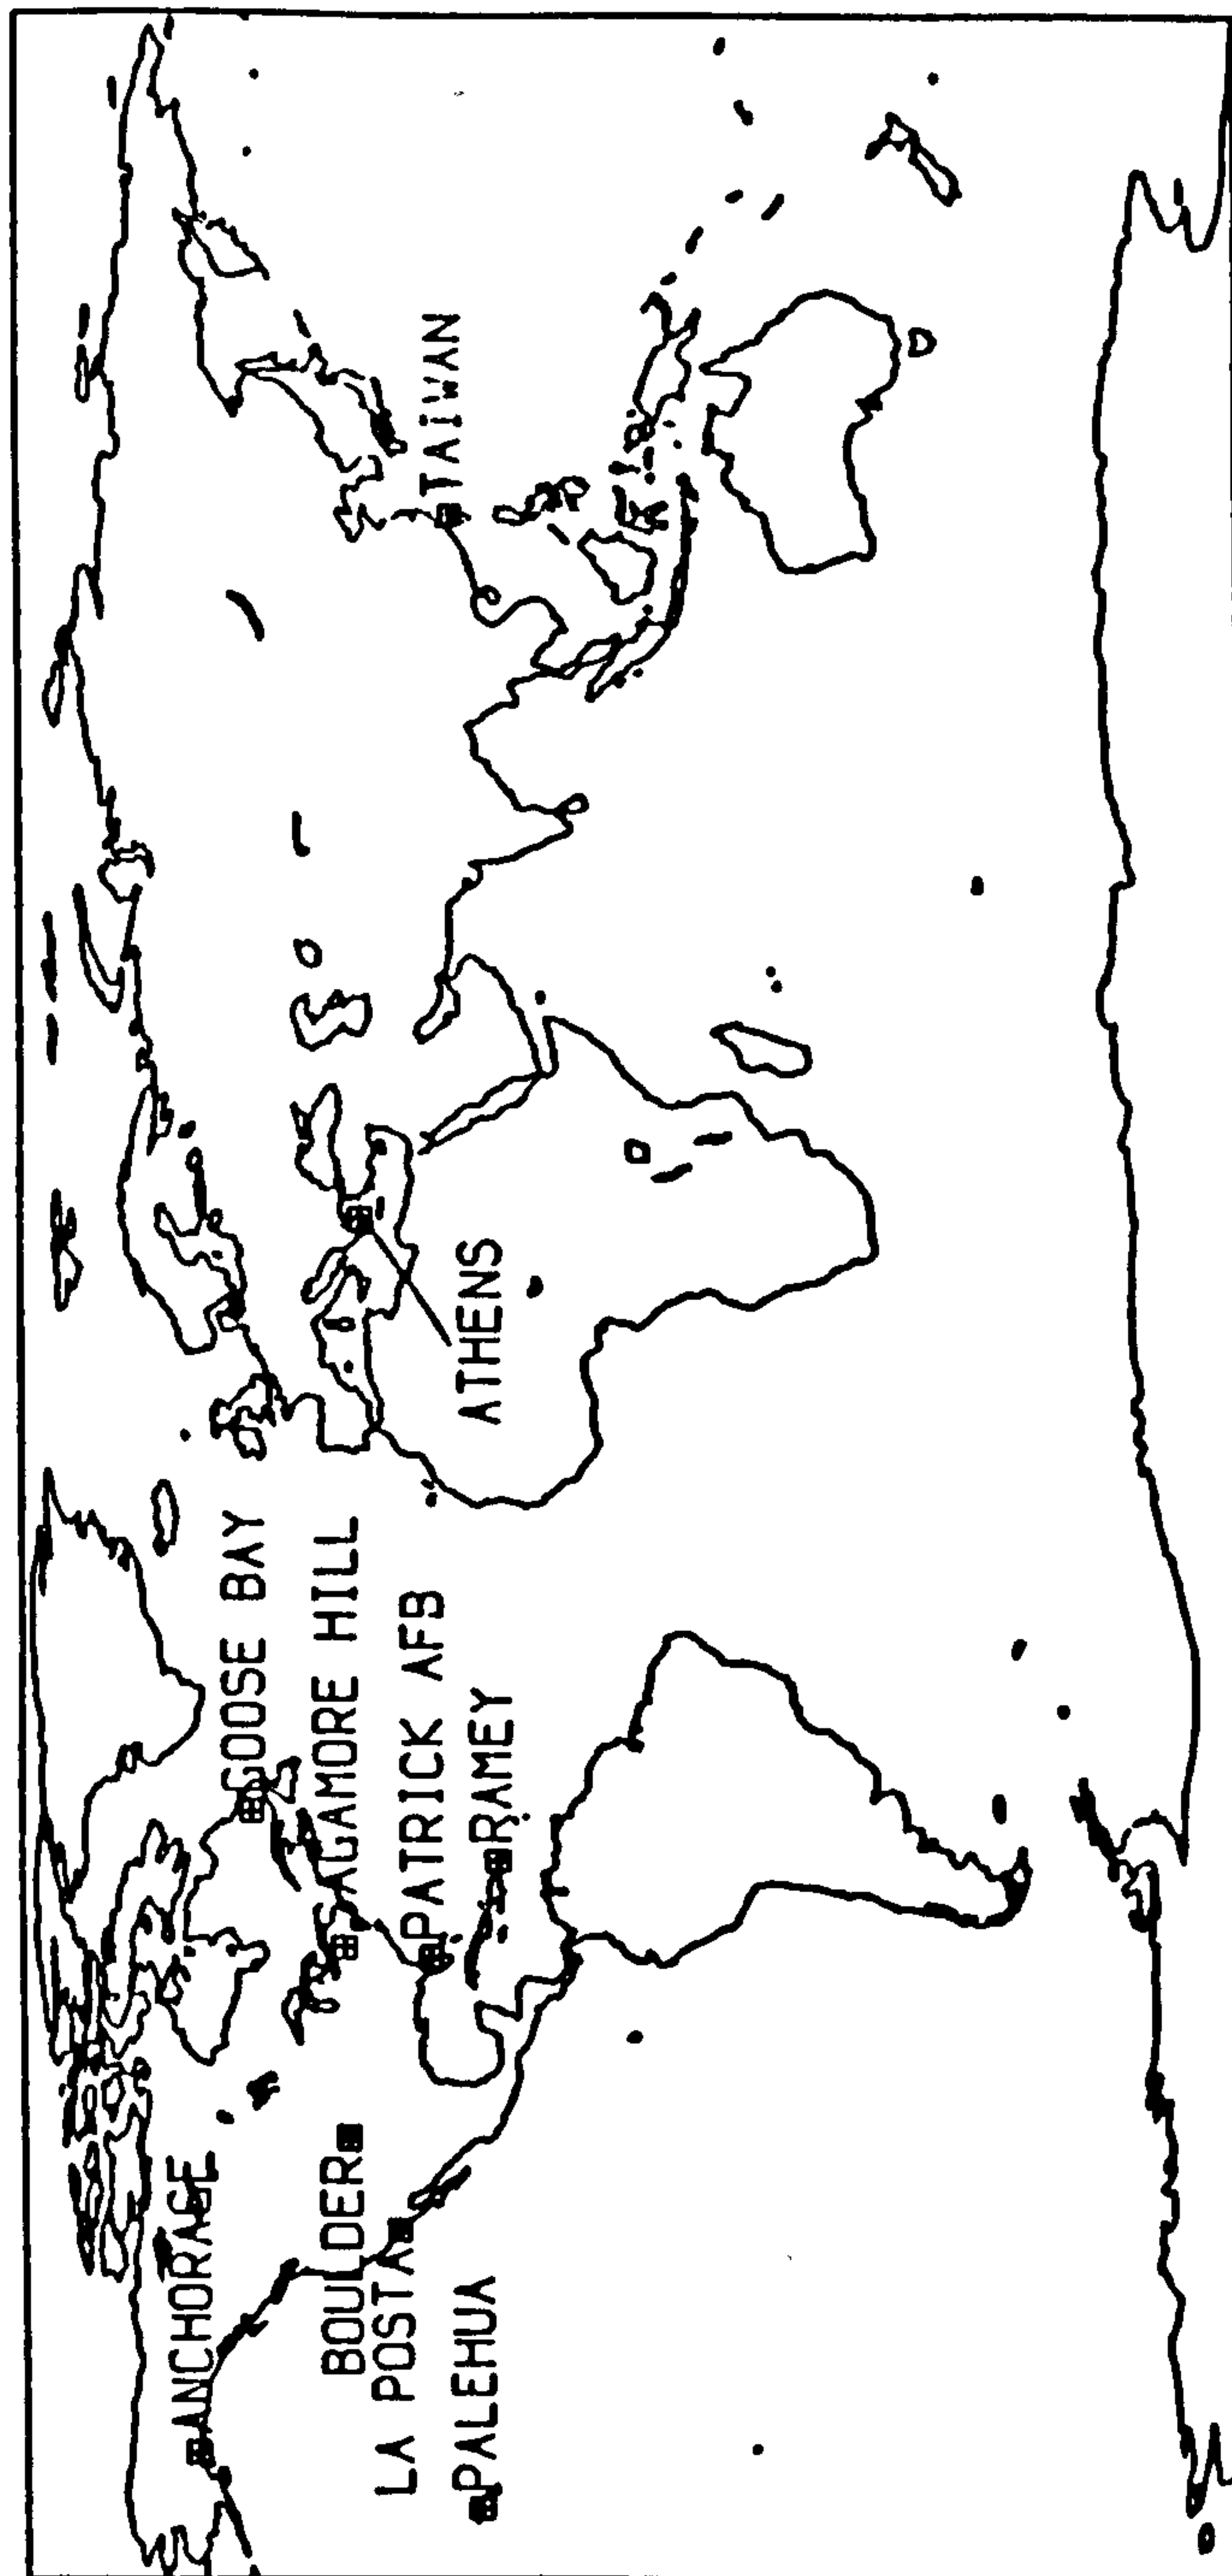 ANCHORAGE
GOOSE BAY
BOULDER
SAGAMORE HILL
LA POSTA
PATRICK AFB
PALEHUA
RAMEY
ATHENS
TAIWAN